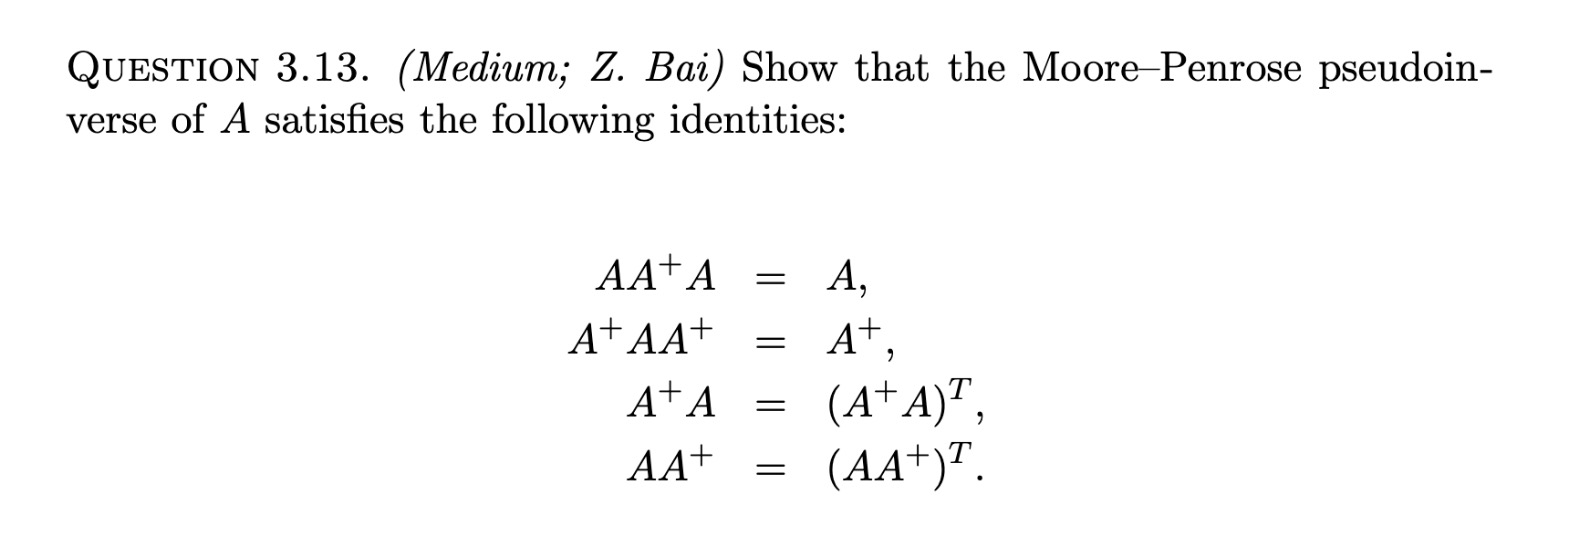 QUESTION 3.13. (Medium; Z. Bai) Show that the Moore–Penrose pseudoin-
verse of A satisfies the following identities:
AA⁺A = A,
A⁺AA⁺ = A⁺,
A⁺A = (A⁺A)ᵀ,
AA⁺ = (AA⁺)ᵀ.